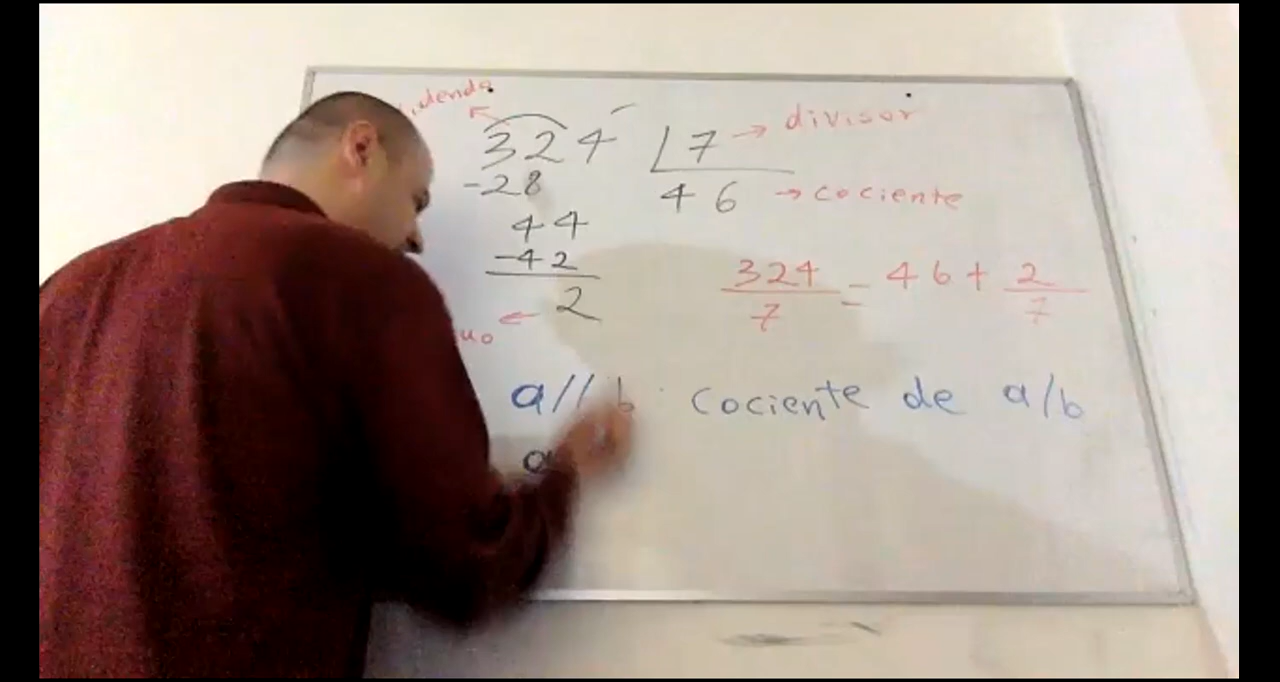 324 7 → divisor
-28 46 → cociente
44
-42
2
324/7 = 46 + 2/7
a//b: cociente de a/b
a